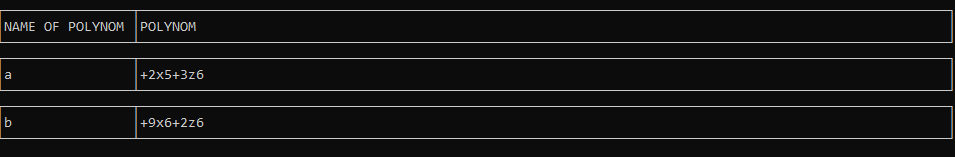 NAME OF POLYNOM POLYNOM
a +2x5+3z6
b +9x6+2z6